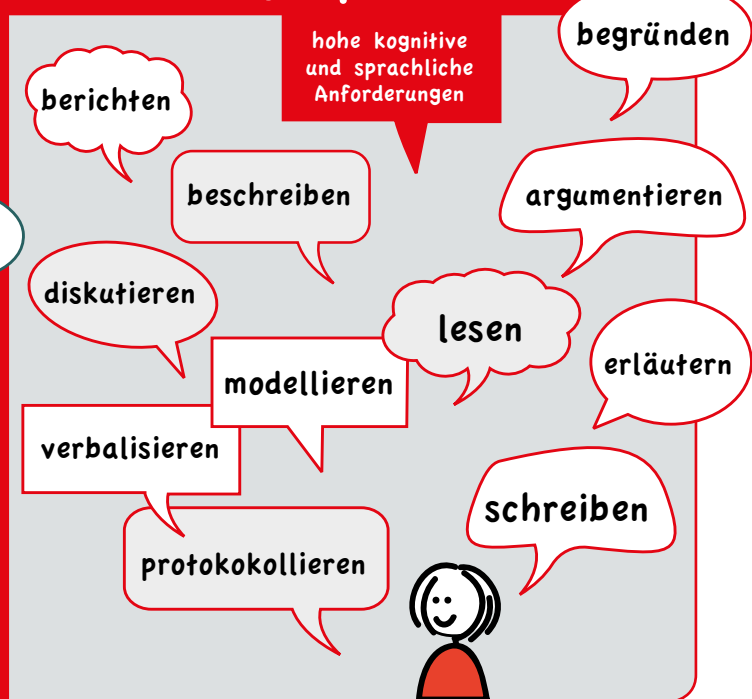 hohe kognitive
und sprachliche
Anforderungen
begründen
berichten
beschreiben
argumentieren
diskutieren
lesen
modellieren
erläutern
verbalisieren
schreiben
protokokollieren